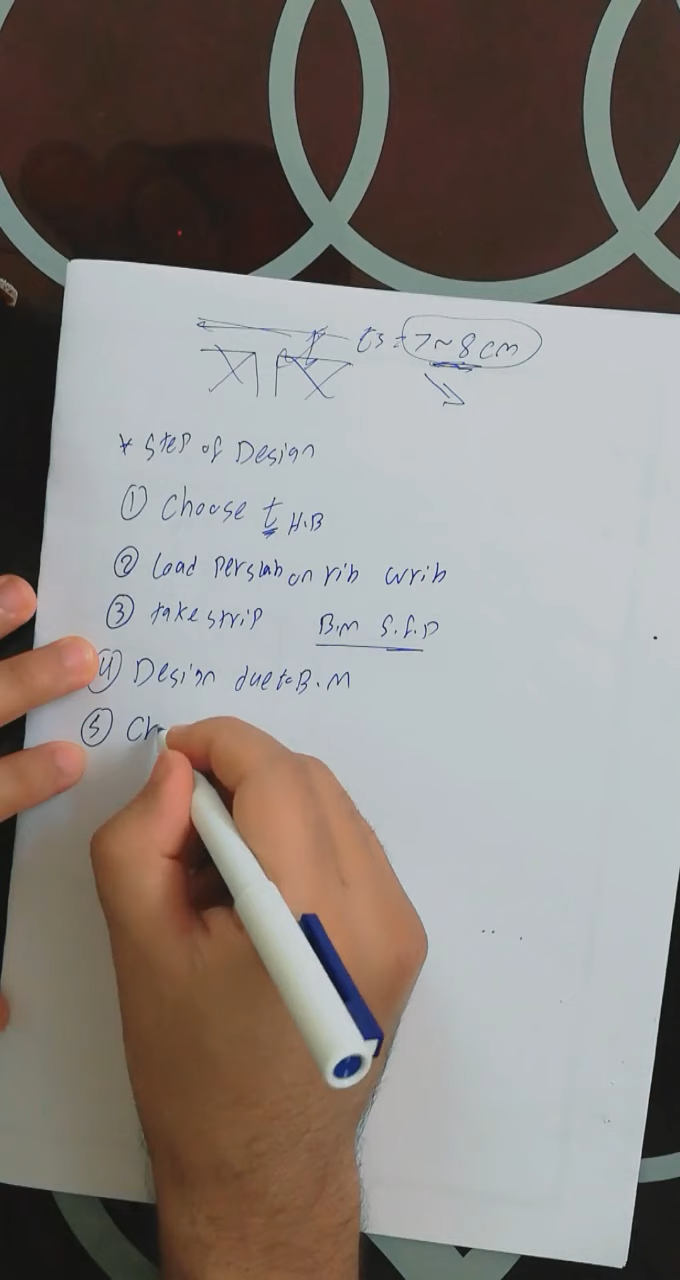 ts = 7~8 cm
* Step of Design
① Choose t H.B
② Load per slab on rib wrib
③ take strip B.M S.F.D
④ Design due to B.M
⑤ Ch